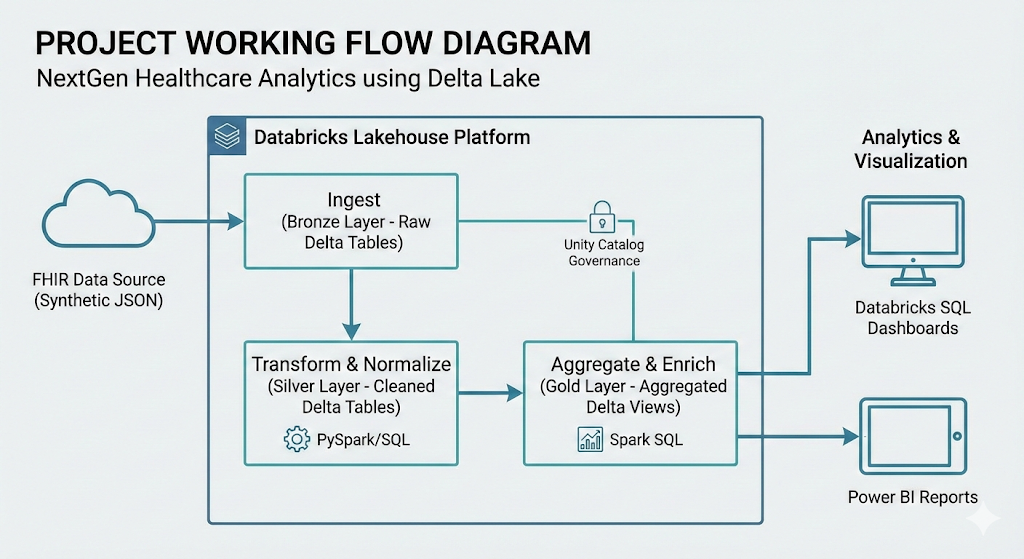 PROJECT WORKING FLOW DIAGRAM
NextGen Healthcare Analytics using Delta Lake
Databricks Lakehouse Platform
FHIR Data Source
(Synthetic JSON)
Ingest
(Bronze Layer - Raw
Delta Tables)
Unity Catalog
Governance
Transform & Normalize
(Silver Layer - Cleaned
Delta Tables)
PySpark/SQL
Aggregate & Enrich
(Gold Layer - Aggregated
Delta Views)
Spark SQL
Analytics &
Visualization
Databricks SQL
Dashboards
Power BI Reports